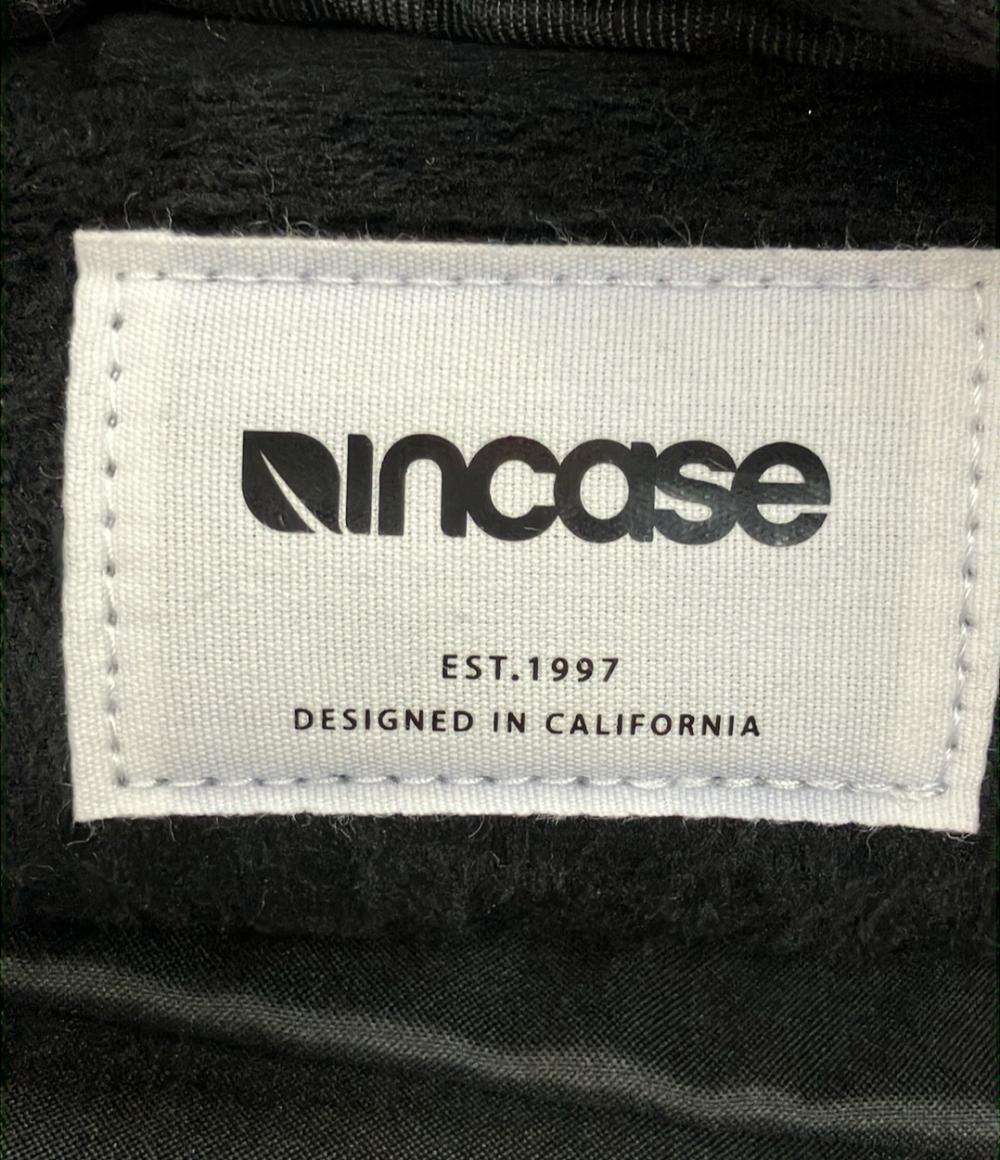 incase
EST.1997
DESIGNED IN CALIFORNIA